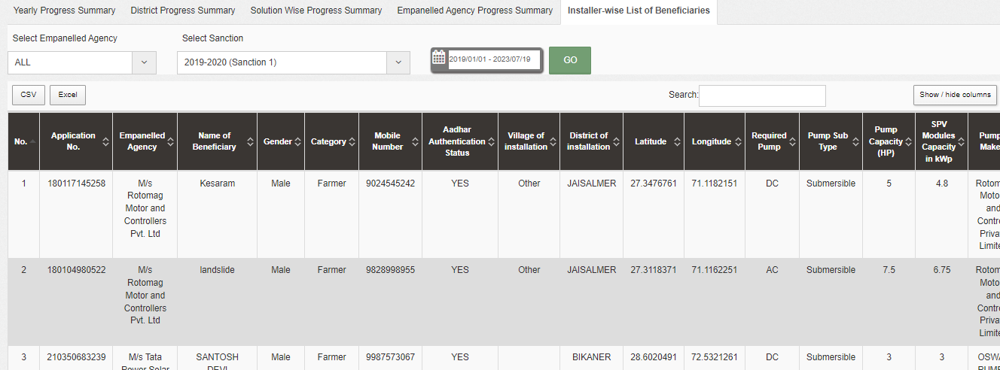 Yearly Progress Summary District Progress Summary Solution Wise Progress Summary Empanelled Agency Progress Summary Installer-wise List of Beneficiaries
Select Empanelled Agency Select Sanction
ALL 2019-2020 (Sanction 1) 2019/01/01 - 2023/07/19 GO
CSV Excel Search: Show / hide columns
No. Application No. Empanelled Agency Name of Beneficiary Gender Category Mobile Number Aadhar Authentication Status Village of installation District of installation Latitude Longitude Required Pump Pump Sub Type Pump Capacity (HP) SPV Modules Capacity in kWp Pump Make
1 180117145258 M/s Rotomag Motor and Controllers Pvt. Ltd Kesaram Male Farmer 9024545242 YES Other JAISALMER 27.3476761 71.1182151 DC Submersible 5 4.8 Rotom Moto and Contro Priva Limite
2 180104980522 M/s Rotomag Motor and Controllers Pvt. Ltd landslide Male Farmer 9828998955 YES Other JAISALMER 27.3118371 71.1162251 AC Submersible 7.5 6.75 Rotom Moto and Contro Priva Limite
3 210350683239 M/s Tata Power Solar SANTOSH DEVI Male Farmer 9987573067 YES BIKANER 28.6020491 72.5321261 DC Submersible 3 3 OSWA PUMP